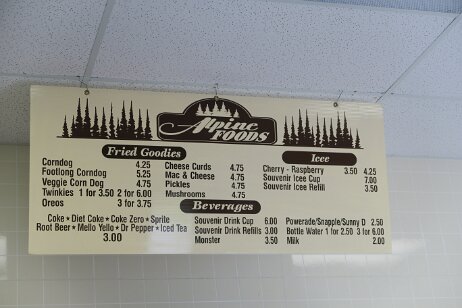 Alpine
FOODS
Fried Goodies
Corndog 4.25
Footlong Corndog 5.25
Veggie Corn Dog 4.75
Twinkies 1 for 3.50 2 for 6.00
Oreos 3 for 3.75
Cheese Curds 4.75
Mac & Cheese 4.75
Pickles 4.75
Mushrooms 4.75
Icee
Cherry - Raspberry 3.50 4.25
Souvenir Icee Cup 7.00
Souvenir Icee Refill 3.50
Beverages
Coke ★ Diet Coke ★ Coke Zero ★ Sprite
Root Beer ★ Mello Yello ★ Dr Pepper ★ Iced Tea
3.00
Souvenir Drink Cup 6.00
Souvenir Drink Refills 3.00
Monster 3.50
Powerade/Snapple/Sunny D 2.50
Bottle Water 1 for 2.50 3 for 6.00
Milk 2.00